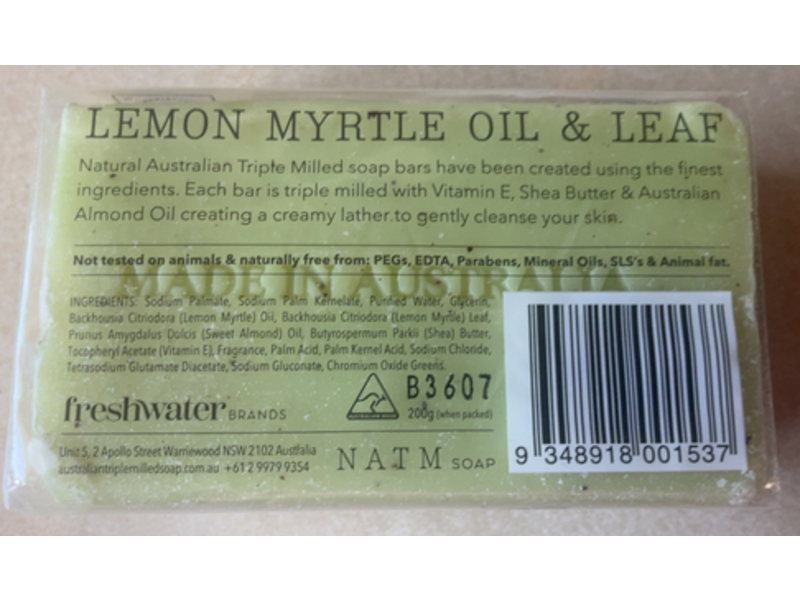 LEMON MYRTLE OIL & LEAF
Natural Australian Triple Milled soap bars have been created using the finest
ingredients. Each bar is triple milled with Vitamin E, Shea Butter & Australian
Almond Oil creating a creamy lather to gently cleanse your skin.
Not tested on animals & naturally free from: PEGs, EDTA, Parabens, Mineral Oils, SLS's & Animal fat.
MADE IN AUSTRALIA
INGREDIENTS: Sodium Palmate, Sodium Palm Kernelate, Purified Water, Glycerin,
Backhousia Citriodora (Lemon Myrtle) Oil, Backhousia Citriodora (Lemon Myrtle) Leaf,
Prunus Amygdalus Dulcis (Sweet Almond) Oil, Butyrospermum Parkii (Shea) Butter,
Tocopheryl Acetate (Vitamin E), Fragrance, Palm Acid, Palm Kernel Acid, Sodium Chloride,
Tetrasodium Glutamate Diacetate, Sodium Gluconate, Chromium Oxide Greens.
B3607
freshwater BRANDS
200g (when packed)
Unit 5, 2 Apollo Street Warriewood NSW 2102 Australia
australiantriplemilledsoap.com.au +61 2 9979 9354
NATM SOAP
9 348918 001537